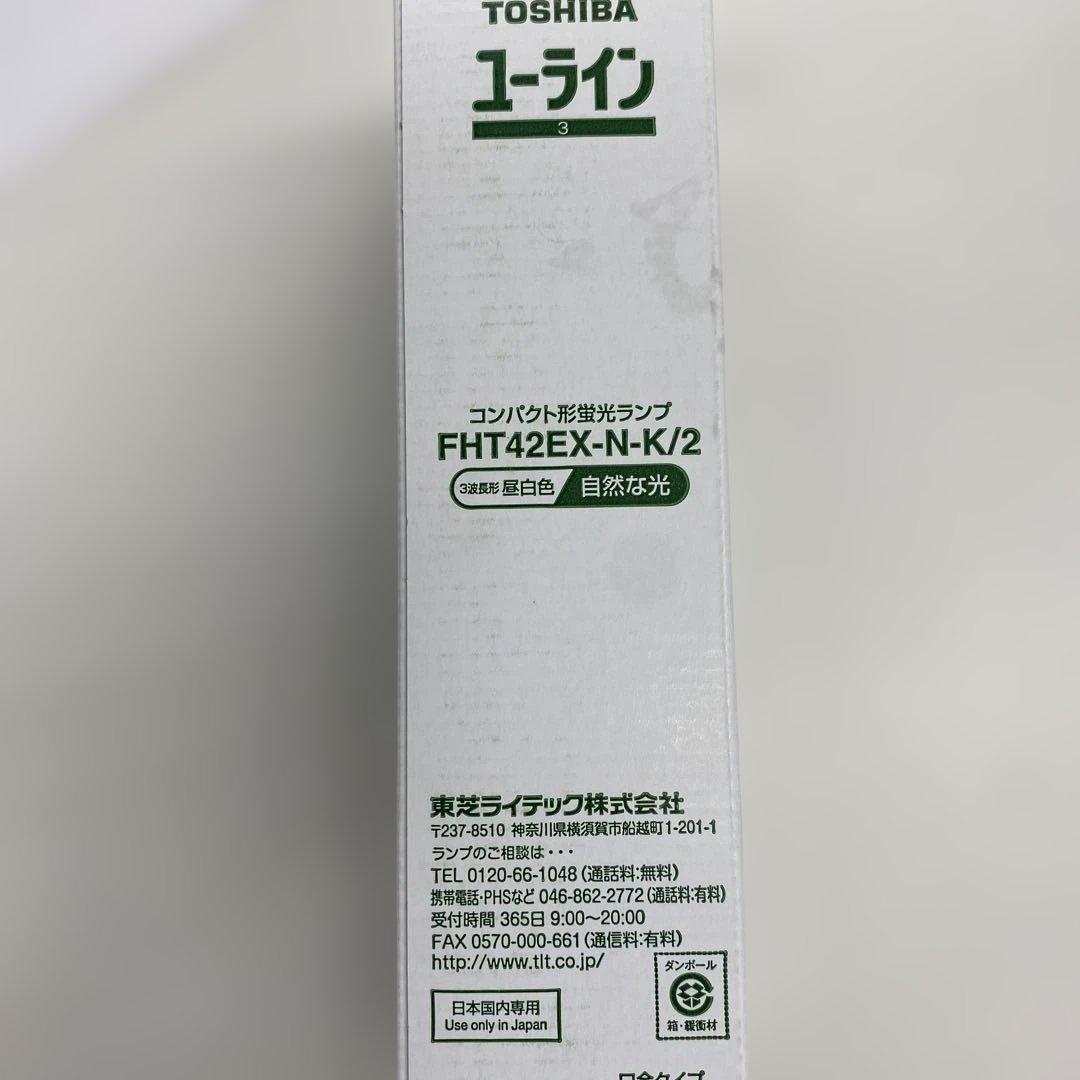 TOSHIBA
ユーライン
3
コンパクト形蛍光ランプ
FHT42EX-N-K/2
3波長形 昼白色 自然な光
東芝ライテック株式会社
〒237-8510 神奈川県横須賀市船越町1-201-1
ランプのご相談は・・・
TEL 0120-66-1048(通話料:無料)
携帯電話・PHSなど 046-862-2772(通話料:有料)
受付時間 365日 9:00〜20:00
FAX 0570-000-661(通信料:有料)
http://www.tlt.co.jp/
ダンボール
箱・緩衝材
日本国内専用
Use only in Japan
口金タイプ